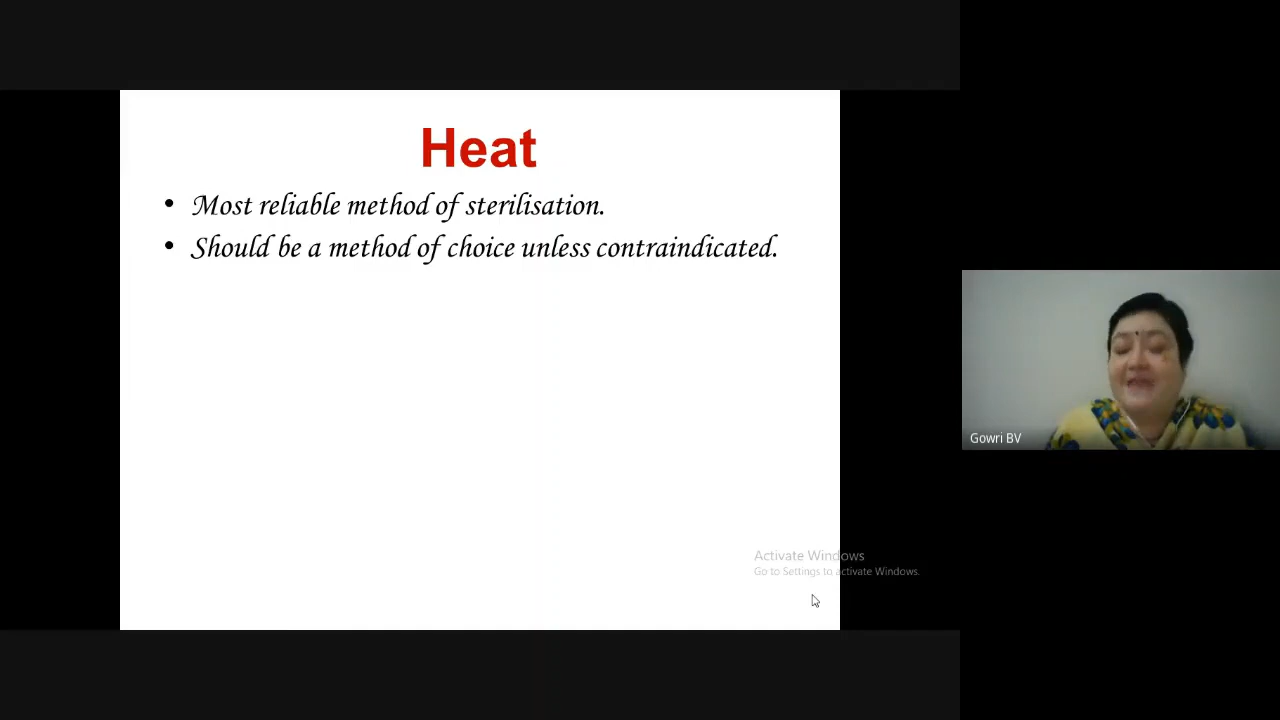 Heat
• Most reliable method of sterilisation.
• Should be a method of choice unless contraindicated.
Activate Windows
Go to Settings to activate Windows.
Gowri BV